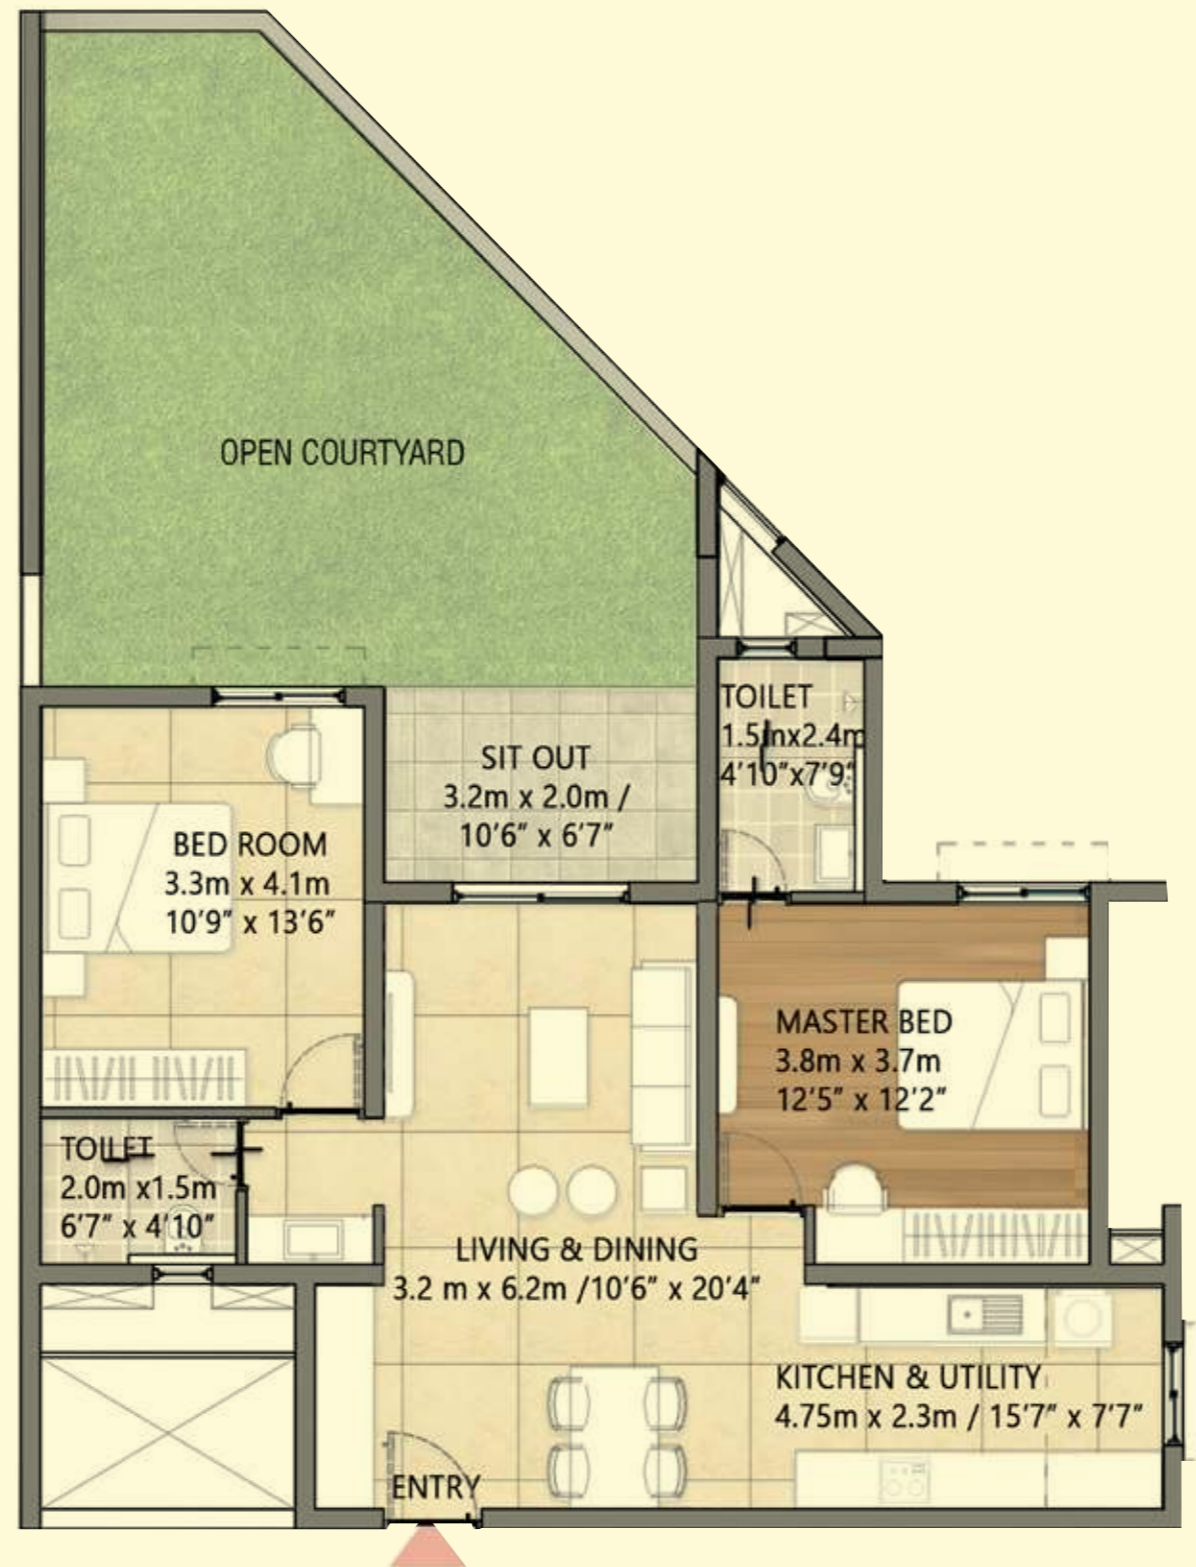 OPEN COURTYARD
TOILET
1.5mx2.4m
4'10"x7'9"
SIT OUT
3.2m x 2.0m /
10'6" x 6'7"
BED ROOM
3.3m x 4.1m
10'9" x 13'6"
MASTER BED
3.8m x 3.7m
12'5" x 12'2"
TOILET
2.0m x1.5m
6'7" x 4'10"
LIVING & DINING
3.2 m x 6.2m /10'6" x 20'4"
KITCHEN & UTILITY
4.75m x 2.3m / 15'7" x 7'7"
ENTRY